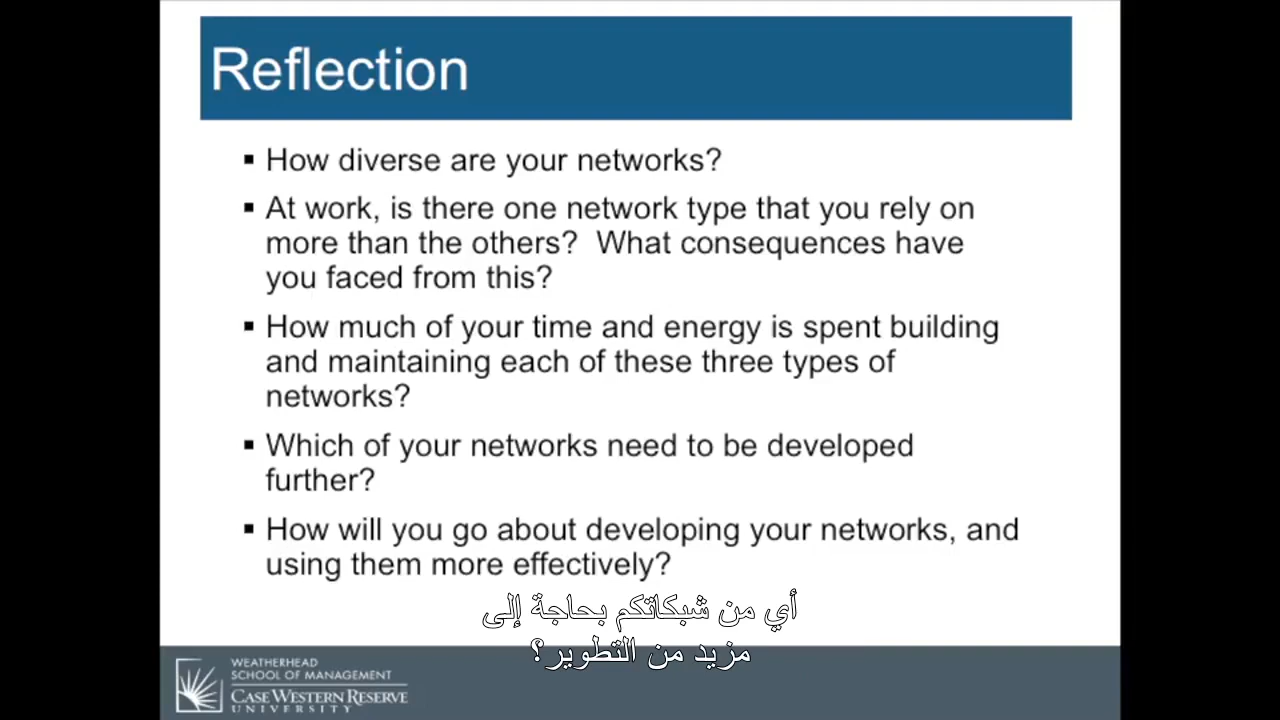 Reflection
▪ How diverse are your networks?
▪ At work, is there one network type that you rely on
more than the others?  What consequences have
you faced from this?
▪ How much of your time and energy is spent building
and maintaining each of these three types of
networks?
▪ Which of your networks need to be developed
further?
▪ How will you go about developing your networks, and
using them more effectively?
أي من شبكاتكم بحاجة إلى
مزيد من التطوير؟
WEATHERHEAD
SCHOOL OF MANAGEMENT
CASE WESTERN RESERVE
UNIVERSITY